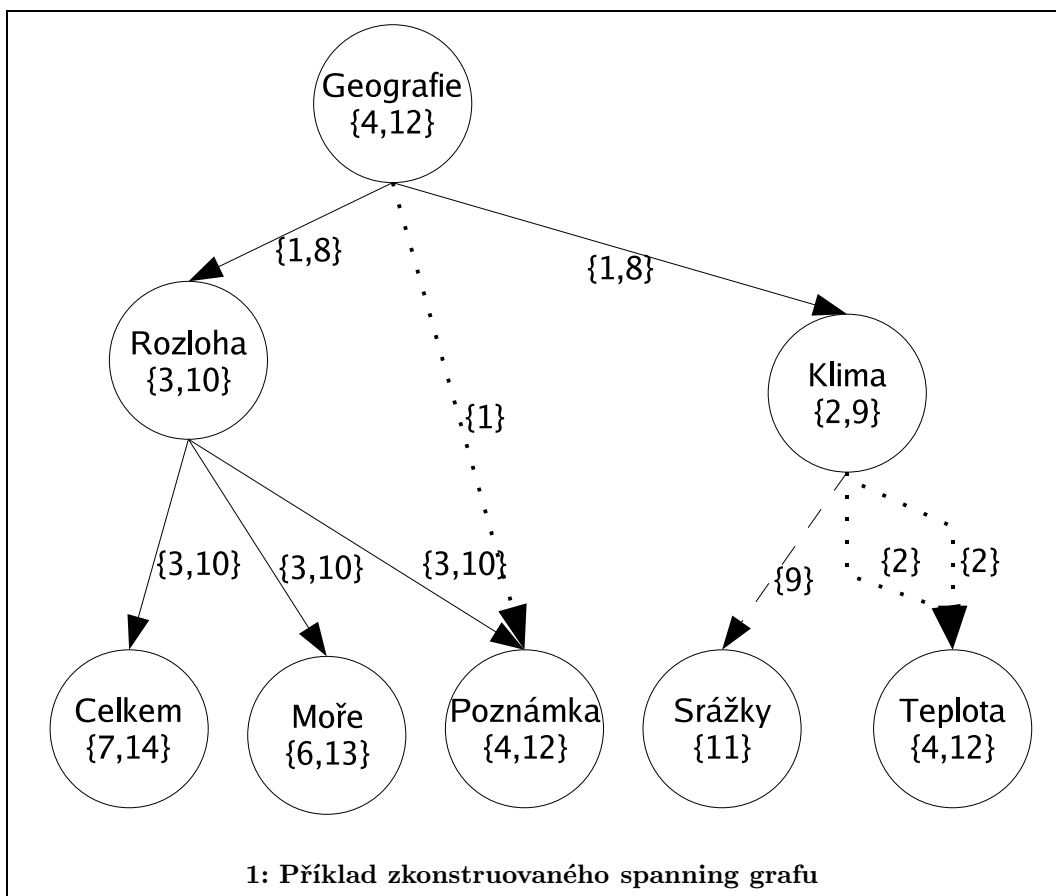 Geografie
{4,12}
{1,8}
{1,8}
Rozloha
{3,10}
Klima
{2,9}
{1}
{3,10}
{3,10}
{3,10}
{9}
{2}
{2}
Celkem
{7,14}
Moře
{6,13}
Poznámka
{4,12}
Srážky
{11}
Teplota
{4,12}
1: Příklad zkonstruovaného spanning grafu